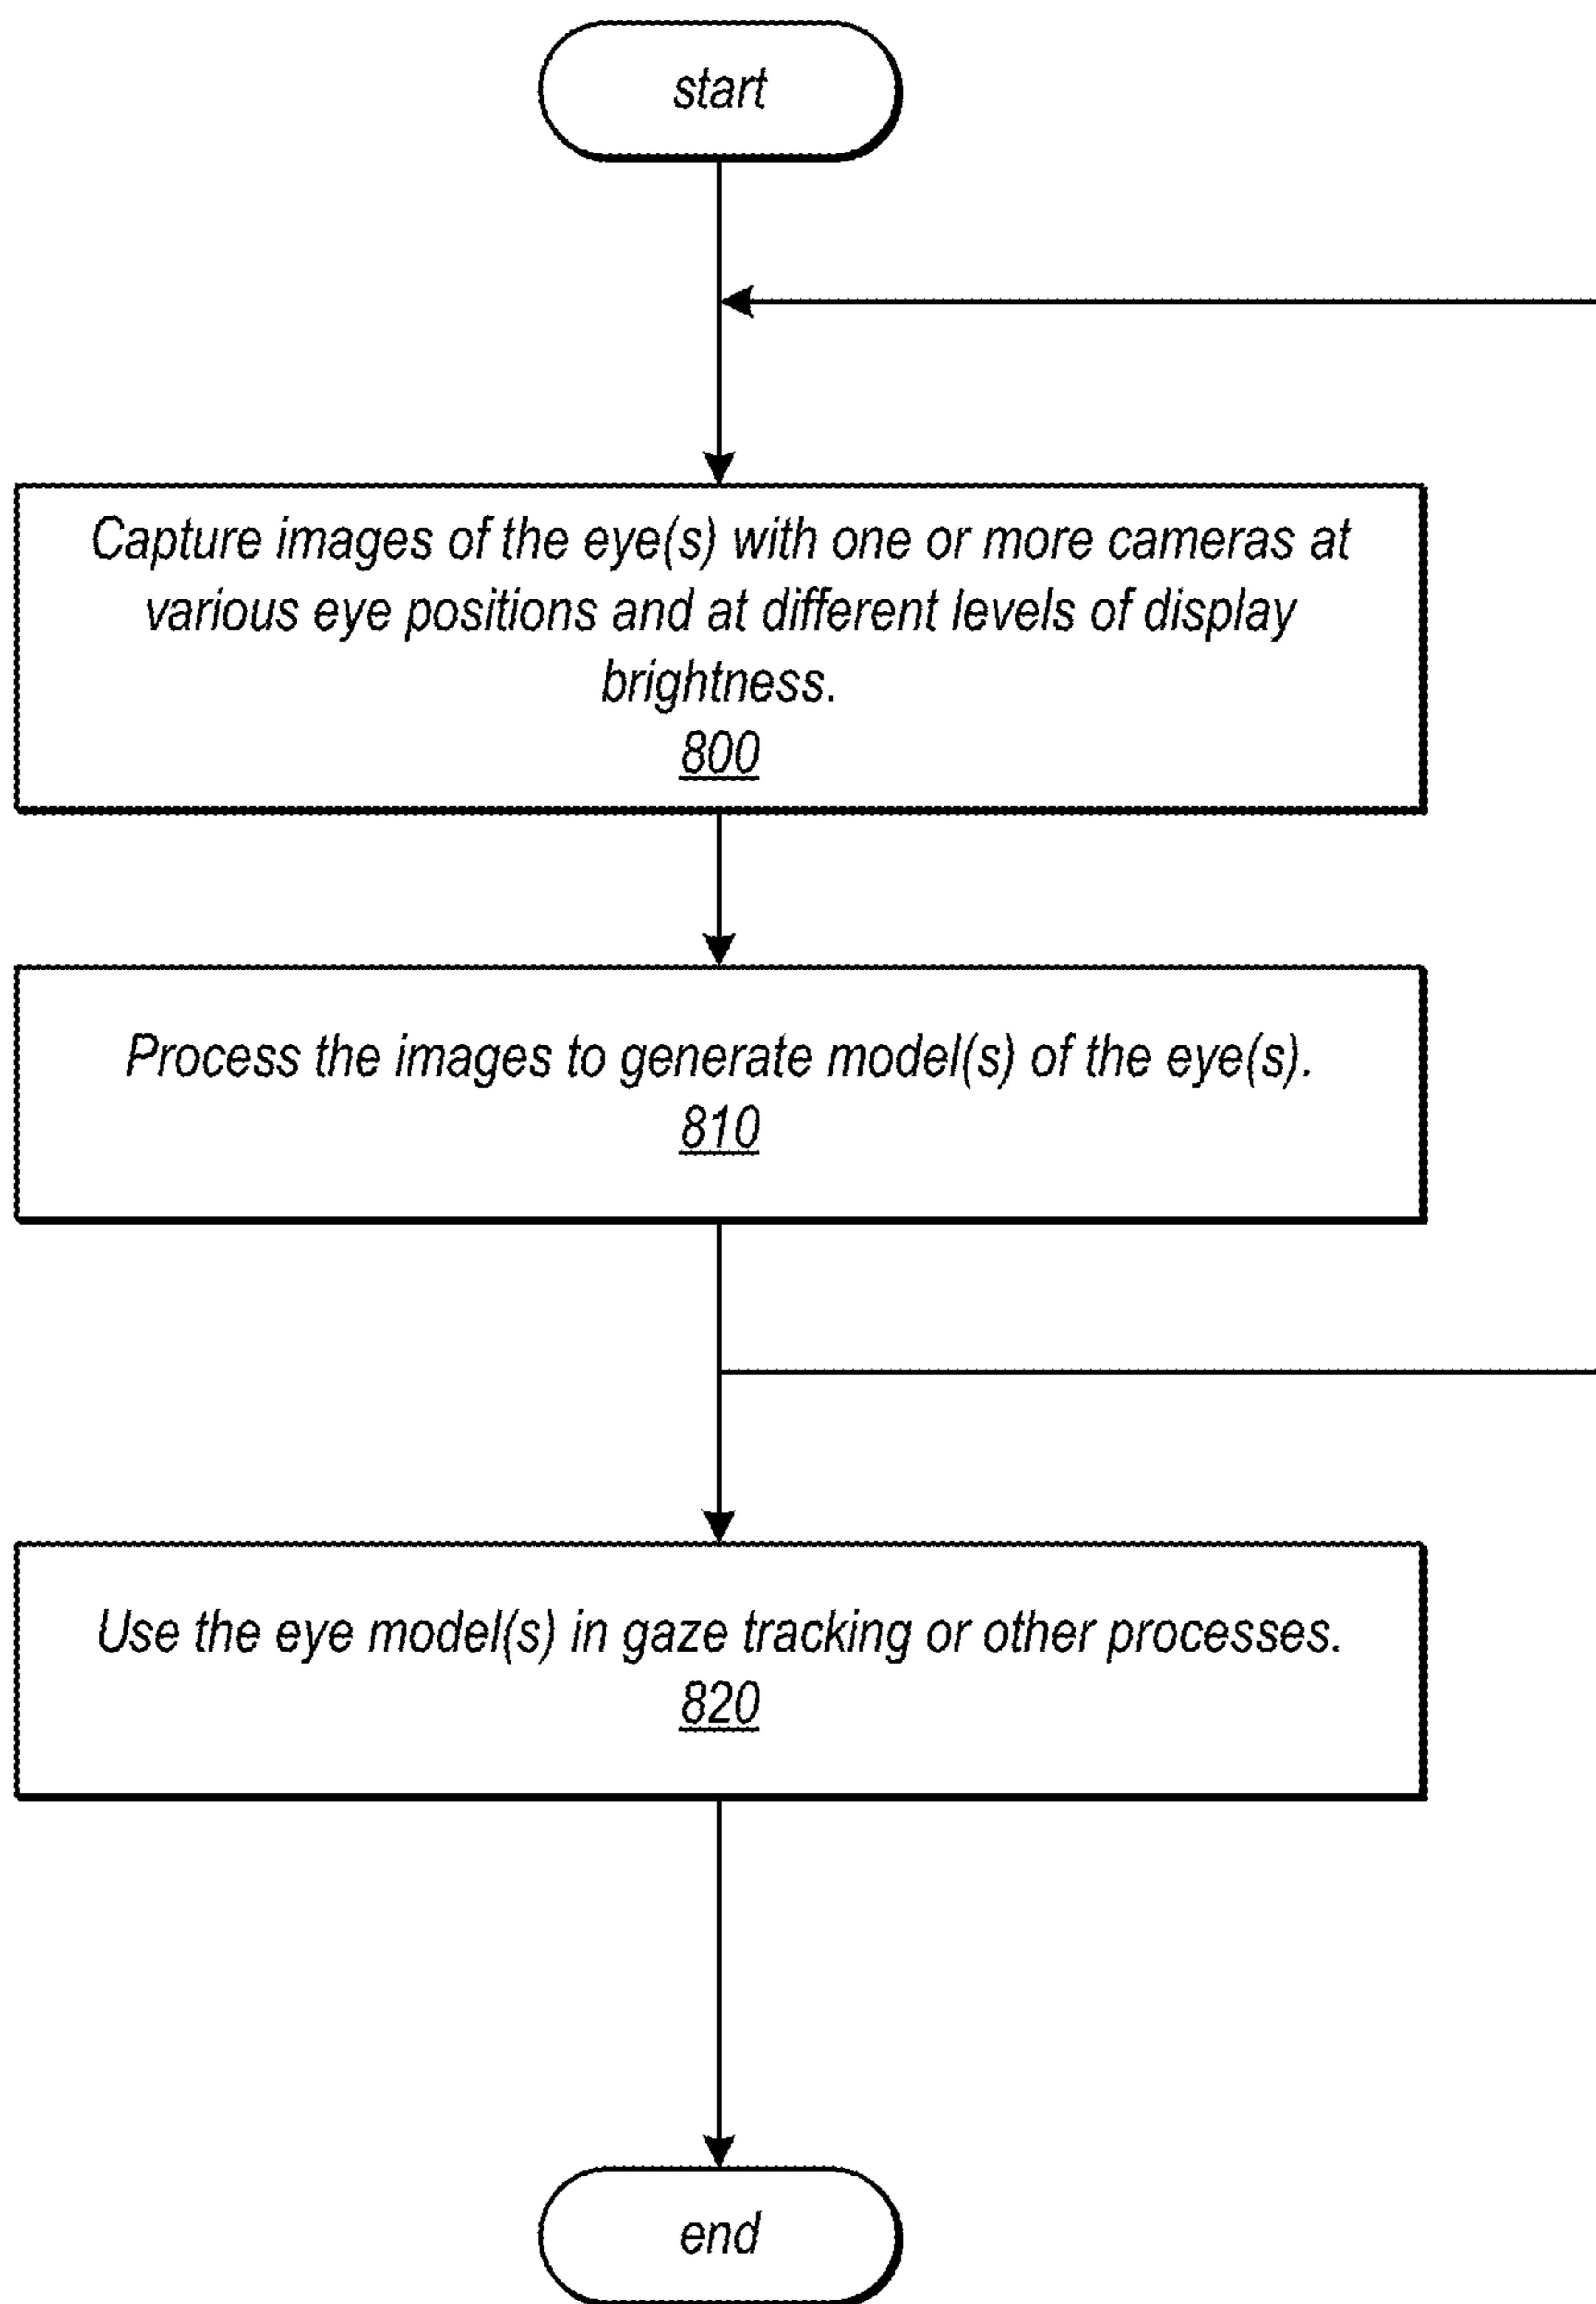 start
Capture images of the eye(s) with one or more cameras at
various eye positions and at different levels of display
brightness.
800
Process the images to generate model(s) of the eye(s).
810
Use the eye model(s) in gaze tracking or other processes.
820
end